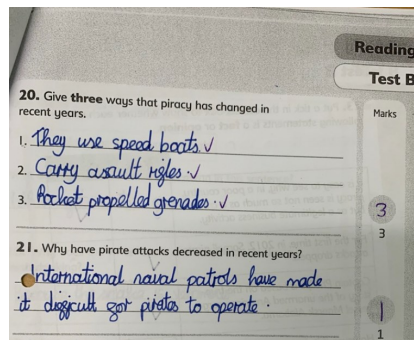 Reading
Test B
20. Give three ways that piracy has changed in
recent years.
Marks
1. They use speed boats. ✓
2. Carry assault rifles. ✓
3. Rocket propelled grenades. ✓
3
3
21. Why have pirate attacks decreased in recent years?
International naval patrols have made
it difficult for pirates to operate.
1
1